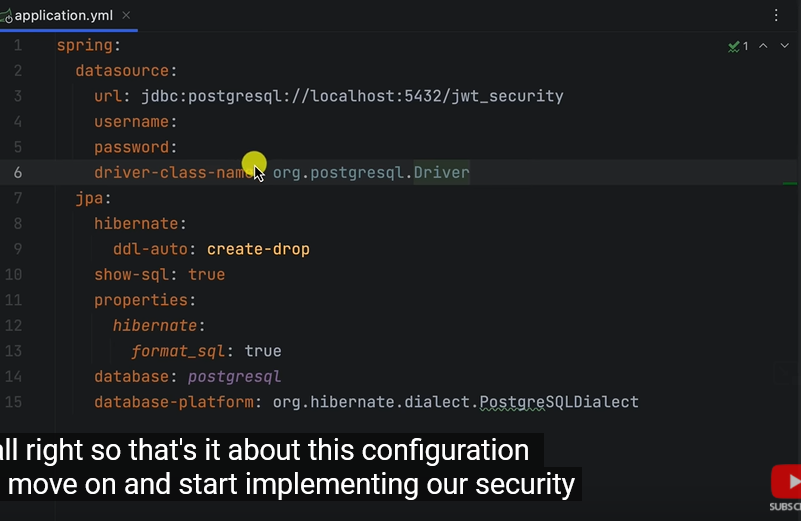 application.yml
1 spring:
2 datasource:
3 url: jdbc:postgresql://localhost:5432/jwt_security
4 username:
5 password:
6 driver-class-name: org.postgresql.Driver
7 jpa:
8 hibernate:
9 ddl-auto: create-drop
10 show-sql: true
11 properties:
12 hibernate:
13 format_sql: true
14 database: postgresql
15 database-platform: org.hibernate.dialect.PostgreSQLDialect
1
all right so that's it about this configuration
move on and start implementing our security
SUBSC